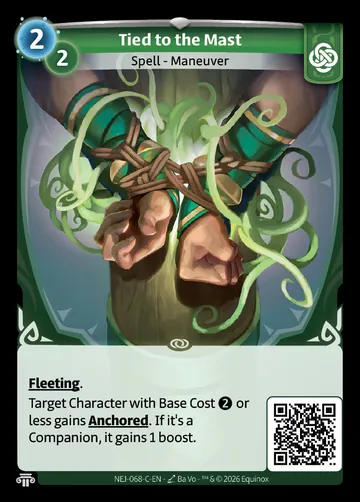 2
2
Tied to the Mast
Spell - Maneuver
Fleeting.
Target Character with Base Cost 2 or
less gains Anchored. If it's a
Companion, it gains 1 boost.
NEJ-068-C-EN - Ba Vo - ™ & © 2026 Equinox